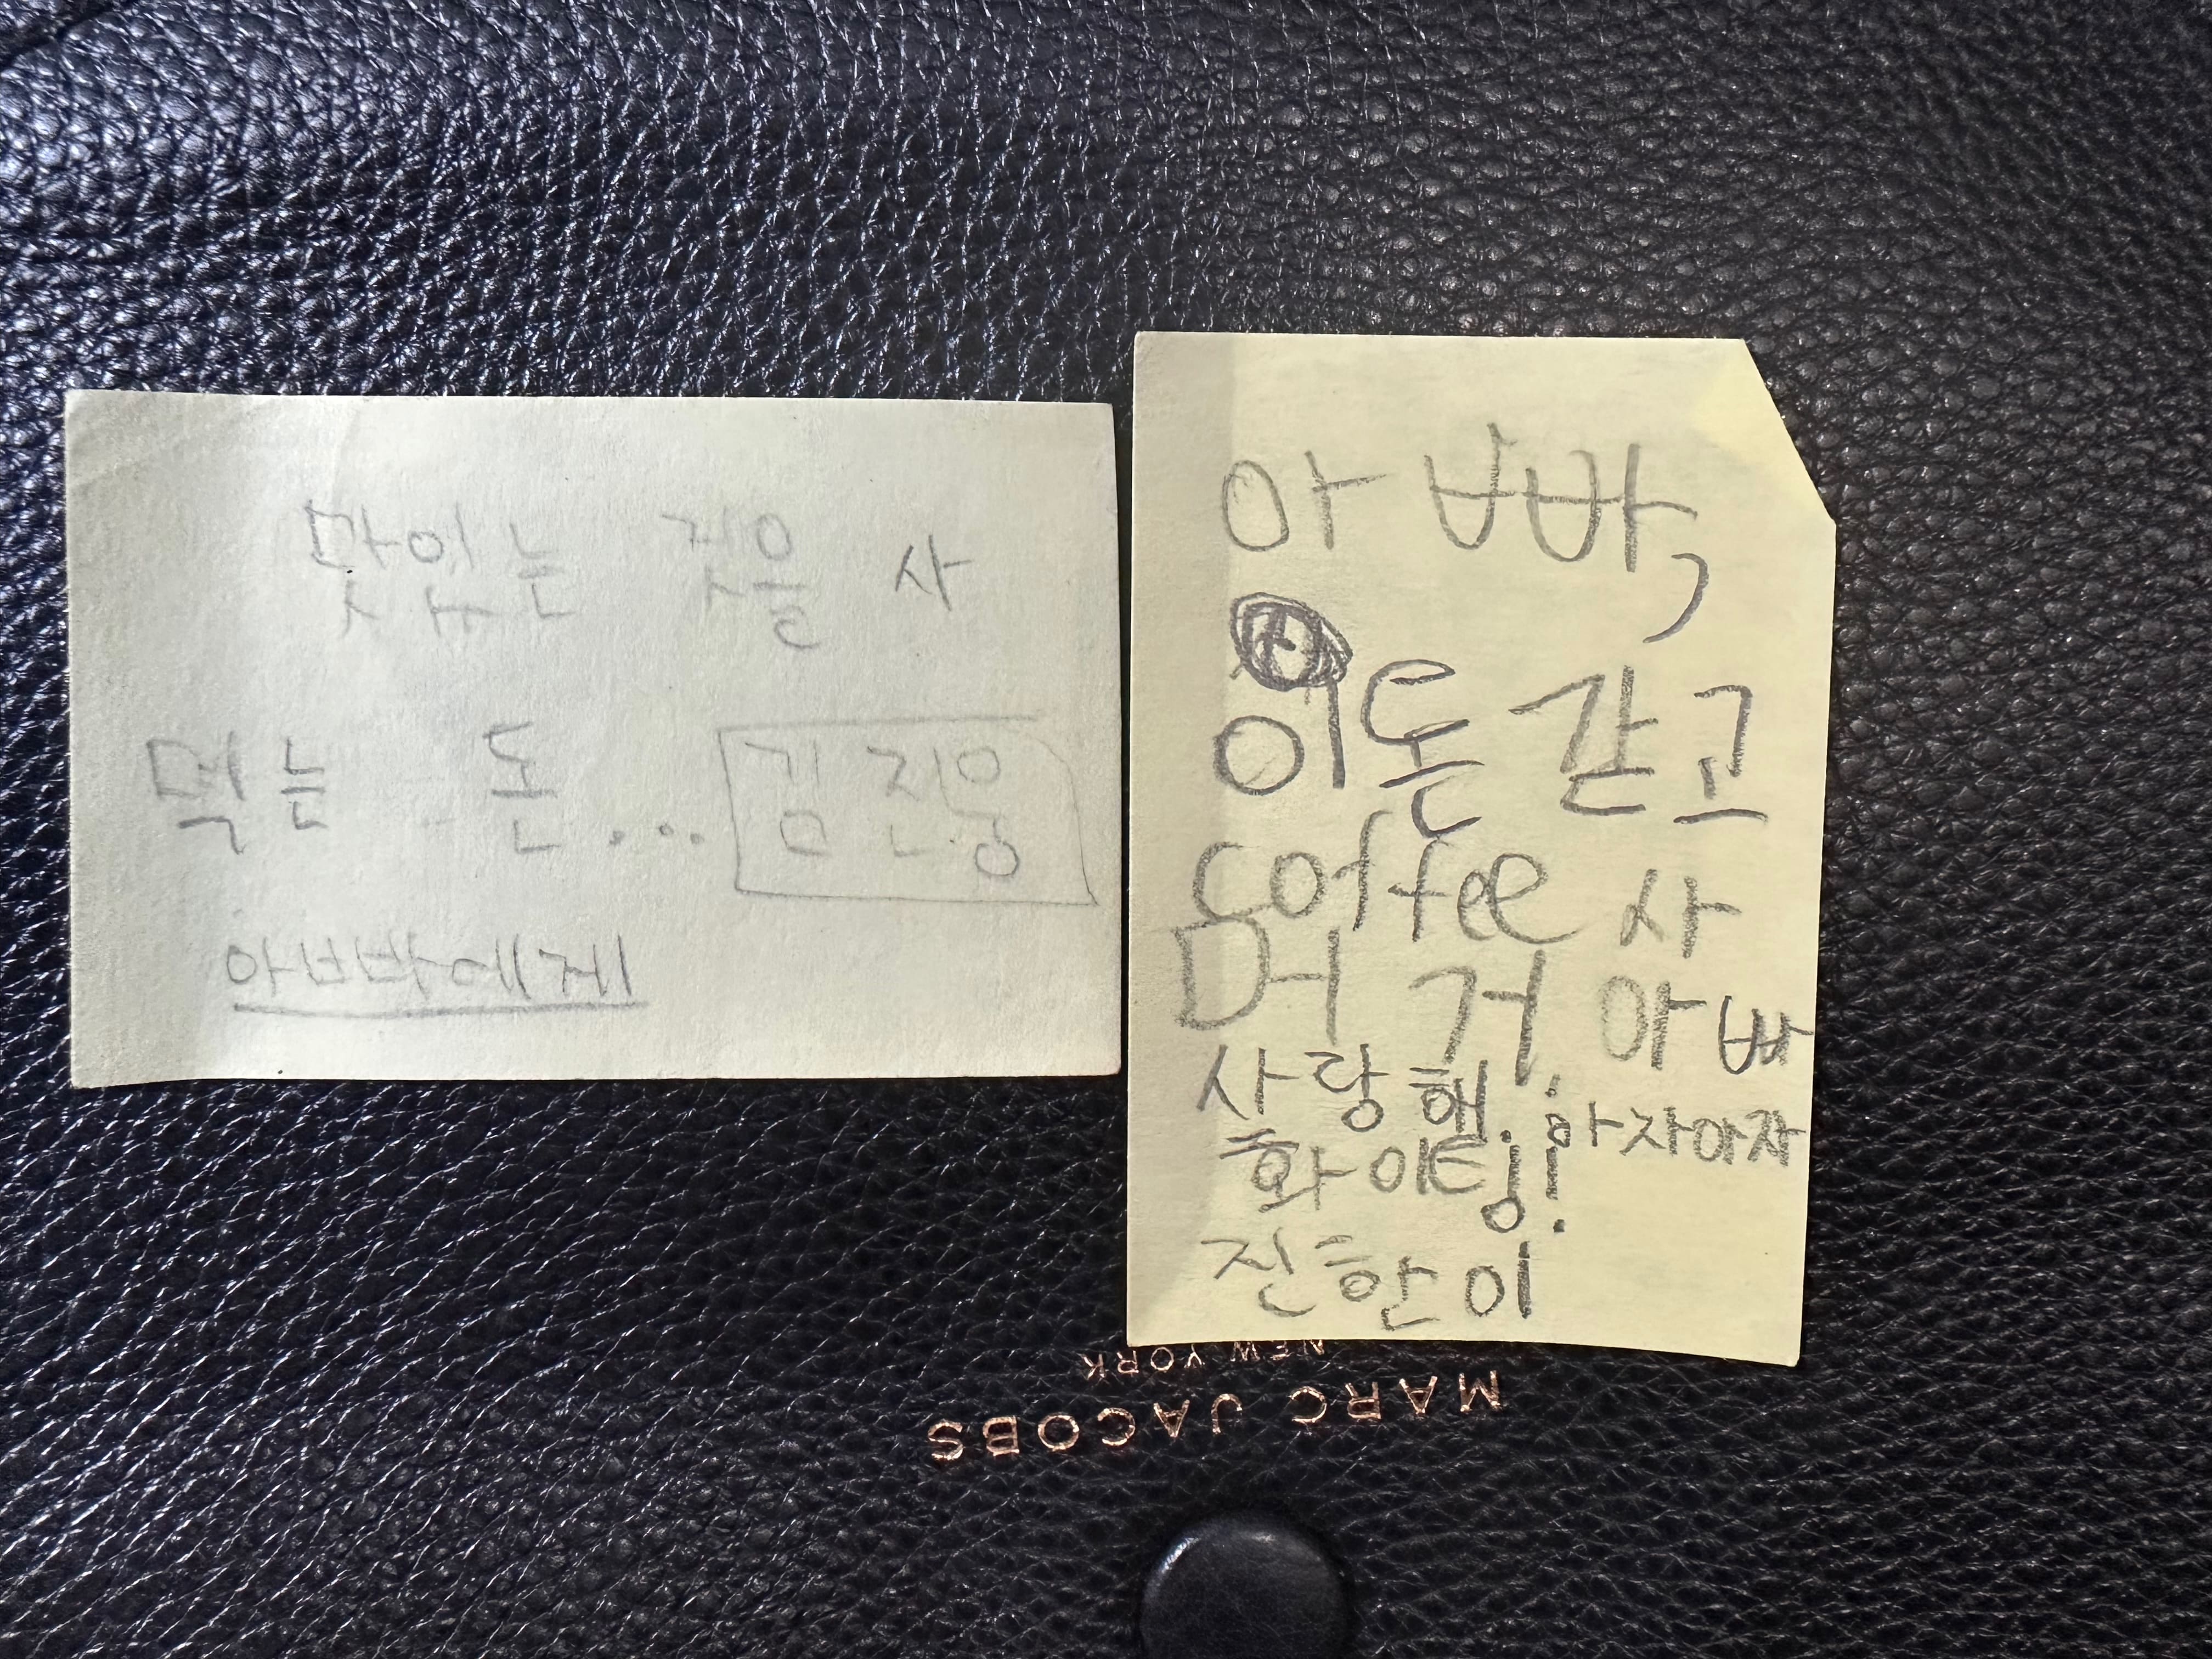 맛있는 것을 사
먹는 돈... 김진웅
아빠에게
아빠,
이돈 갇고
coffee 사
머 거. 아빠
사랑해. 아자아자
화이팅!!
진한이
NEW YORK
MARC JACOBS